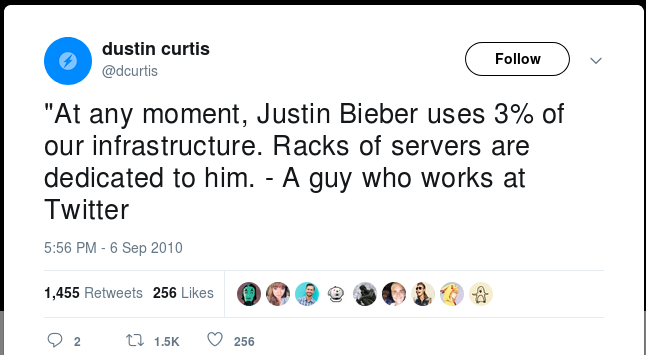 dustin curtis
@dcurtis
Follow
"At any moment, Justin Bieber uses 3% of
our infrastructure. Racks of servers are
dedicated to him. - A guy who works at
Twitter
5:56 PM - 6 Sep 2010
1,455 Retweets 256 Likes
2 1.5K 256